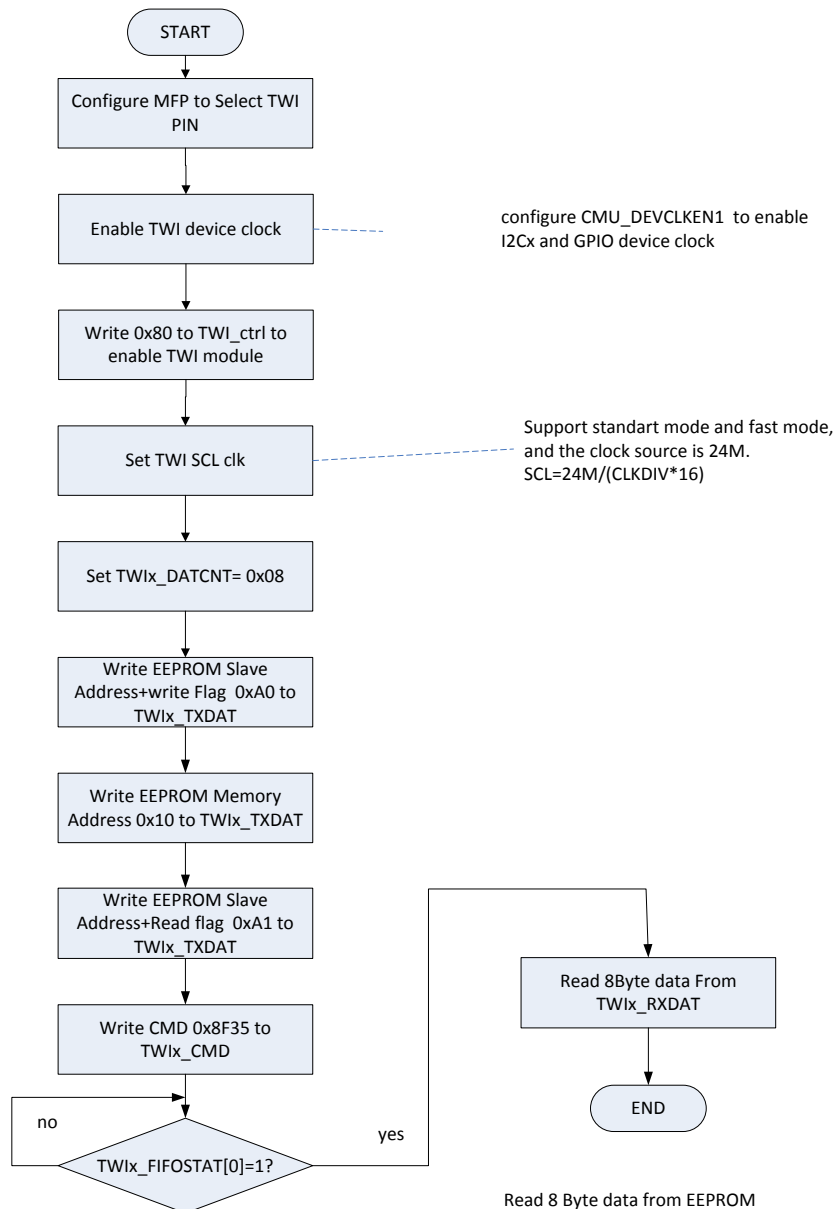 START
Configure MFP to Select TWI
PIN
Enable TWI device clock
configure CMU_DEVCLKEN1  to enable
I2Cx and GPIO device clock
Write 0x80 to TWI_ctrl to
enable TWI module
Set TWI SCL clk
Support standart mode and fast mode,
and the clock source is 24M.
SCL=24M/(CLKDIV*16)
Set TWIx_DATCNT= 0x08
Write EEPROM Slave
Address+write Flag  0xA0 to
TWIx_TXDAT
Write EEPROM Memory
Address 0x10 to TWIx_TXDAT
Write EEPROM Slave
Address+Read flag  0xA1 to
TWIx_TXDAT
Write CMD 0x8F35 to
TWIx_CMD
no
TWIx_FIFOSTAT[0]=1?
yes
Read 8Byte data From
TWIx_RXDAT
END
Read 8 Byte data from EEPROM